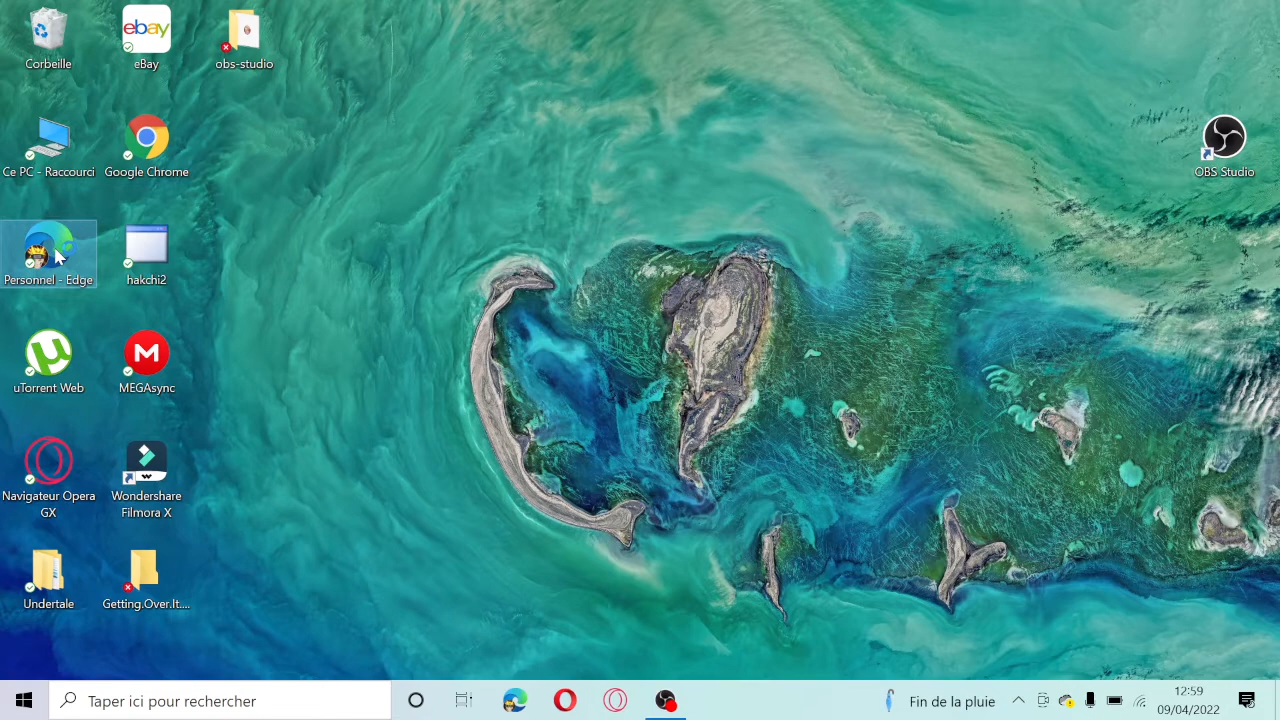 Corbeille
ebay
eBay
obs-studio
Ce PC - Raccourci
Google Chrome
OBS Studio
Personnel - Edge
hakchi2
uTorrent Web
M
MEGAsync
Navigateur Opera
GX
Wondershare
Filmora X
Undertale
Getting.Over.It....
Taper ici pour rechercher
Fin de la pluie
12:59
09/04/2022